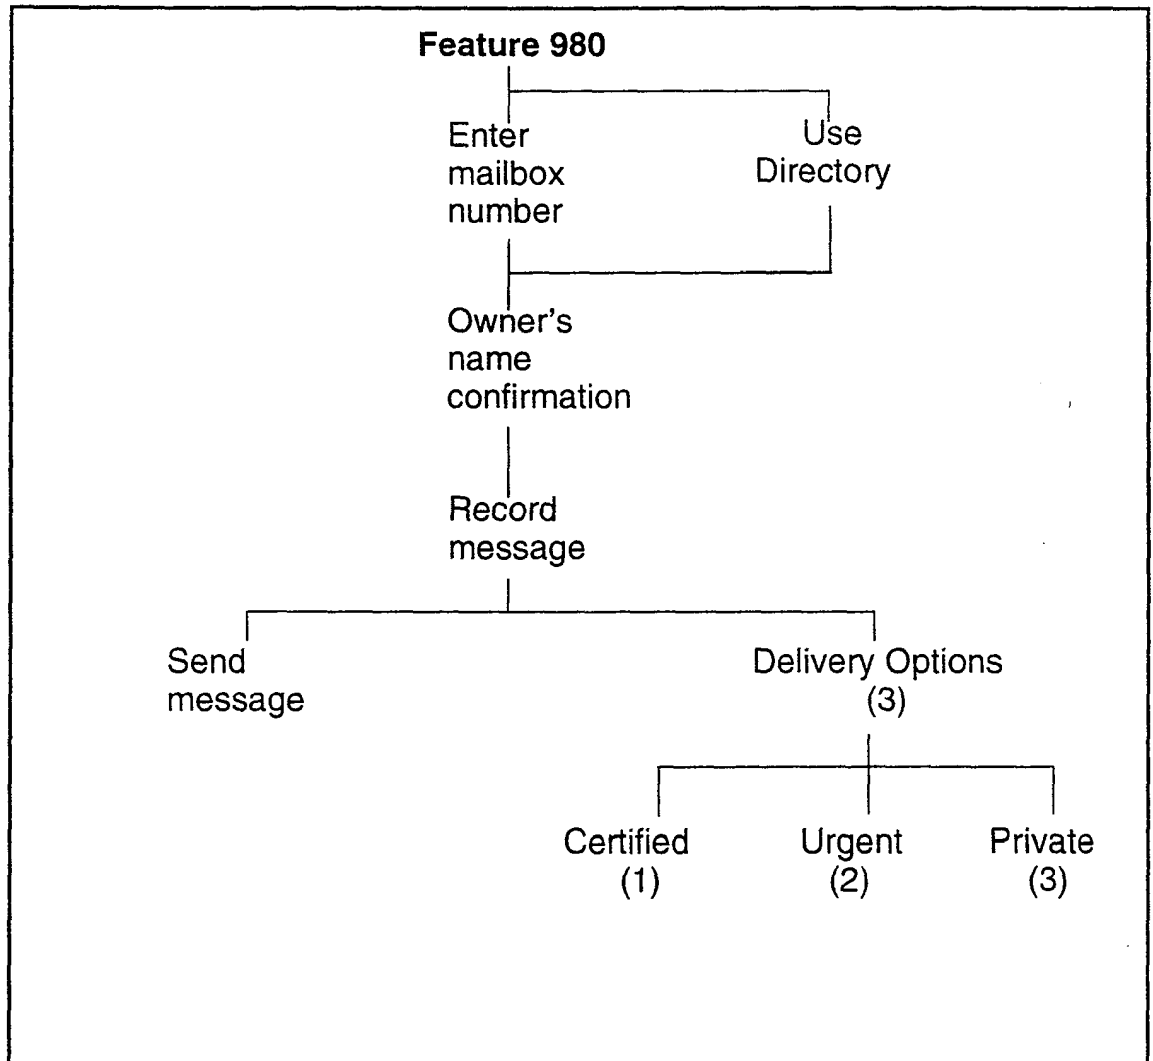 Feature 980
Enter
mailbox
number
Use
Directory
Owner's
name
confirmation
Record
message
Send
message
Delivery Options
(3)
Certified
(1)
Urgent
(2)
Private
(3)